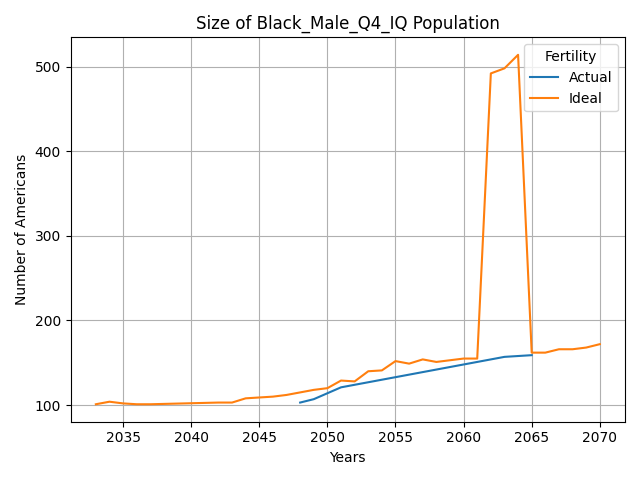 Size of Black_Male_Q4_IQ Population
Fertility
Actual
Ideal
500
400
300
200
100
Number of Americans
2035
2040
2045
2050
2055
2060
2065
2070
Years